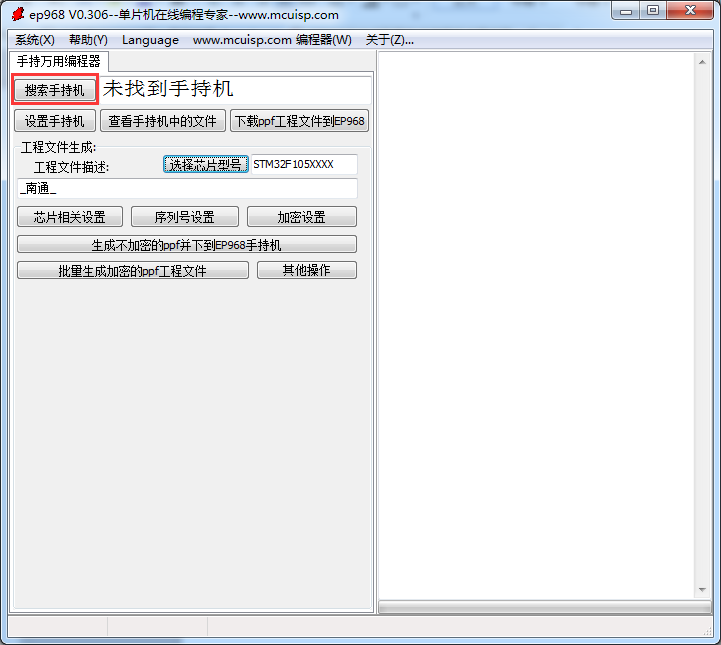 ep968 V0.306--单片机在线编程专家--www.mcuisp.com
系统(X) 帮助(Y) Language www.mcuisp.com 编程器(W) 关于(Z)...
手持万用编程器
搜索手持机 未找到手持机
设置手持机 查看手持机中的文件 下载ppf工程文件到EP968
工程文件生成:
工程文件描述: 选择芯片型号 STM32F105XXXX
_南通_
芯片相关设置 序列号设置 加密设置
生成不加密的ppf并下到EP968手持机
批量生成加密的ppf工程文件 其他操作